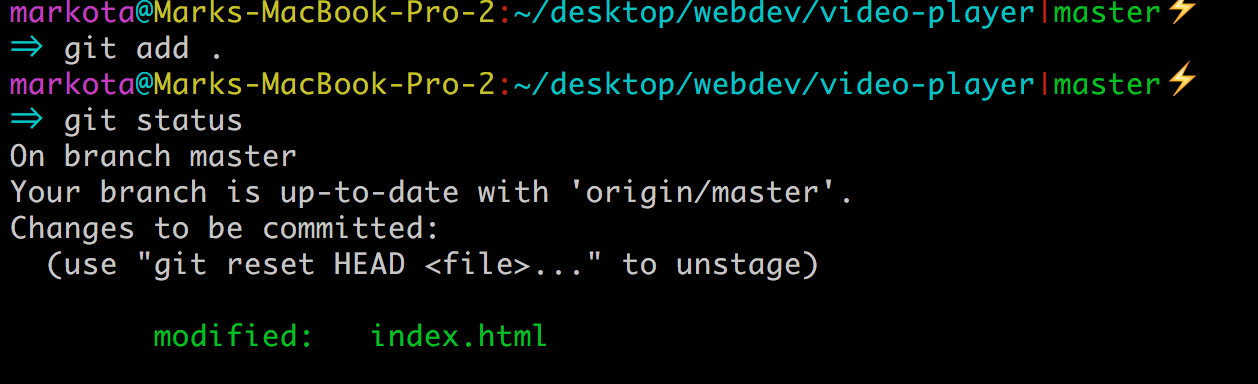 markota@Marks-MacBook-Pro-2:~/desktop/webdev/video-player|master⚡
⇒ git add .
markota@Marks-MacBook-Pro-2:~/desktop/webdev/video-player|master⚡
⇒ git status
On branch master
Your branch is up-to-date with 'origin/master'.
Changes to be committed:
  (use "git reset HEAD <file>..." to unstage)
        modified:   index.html